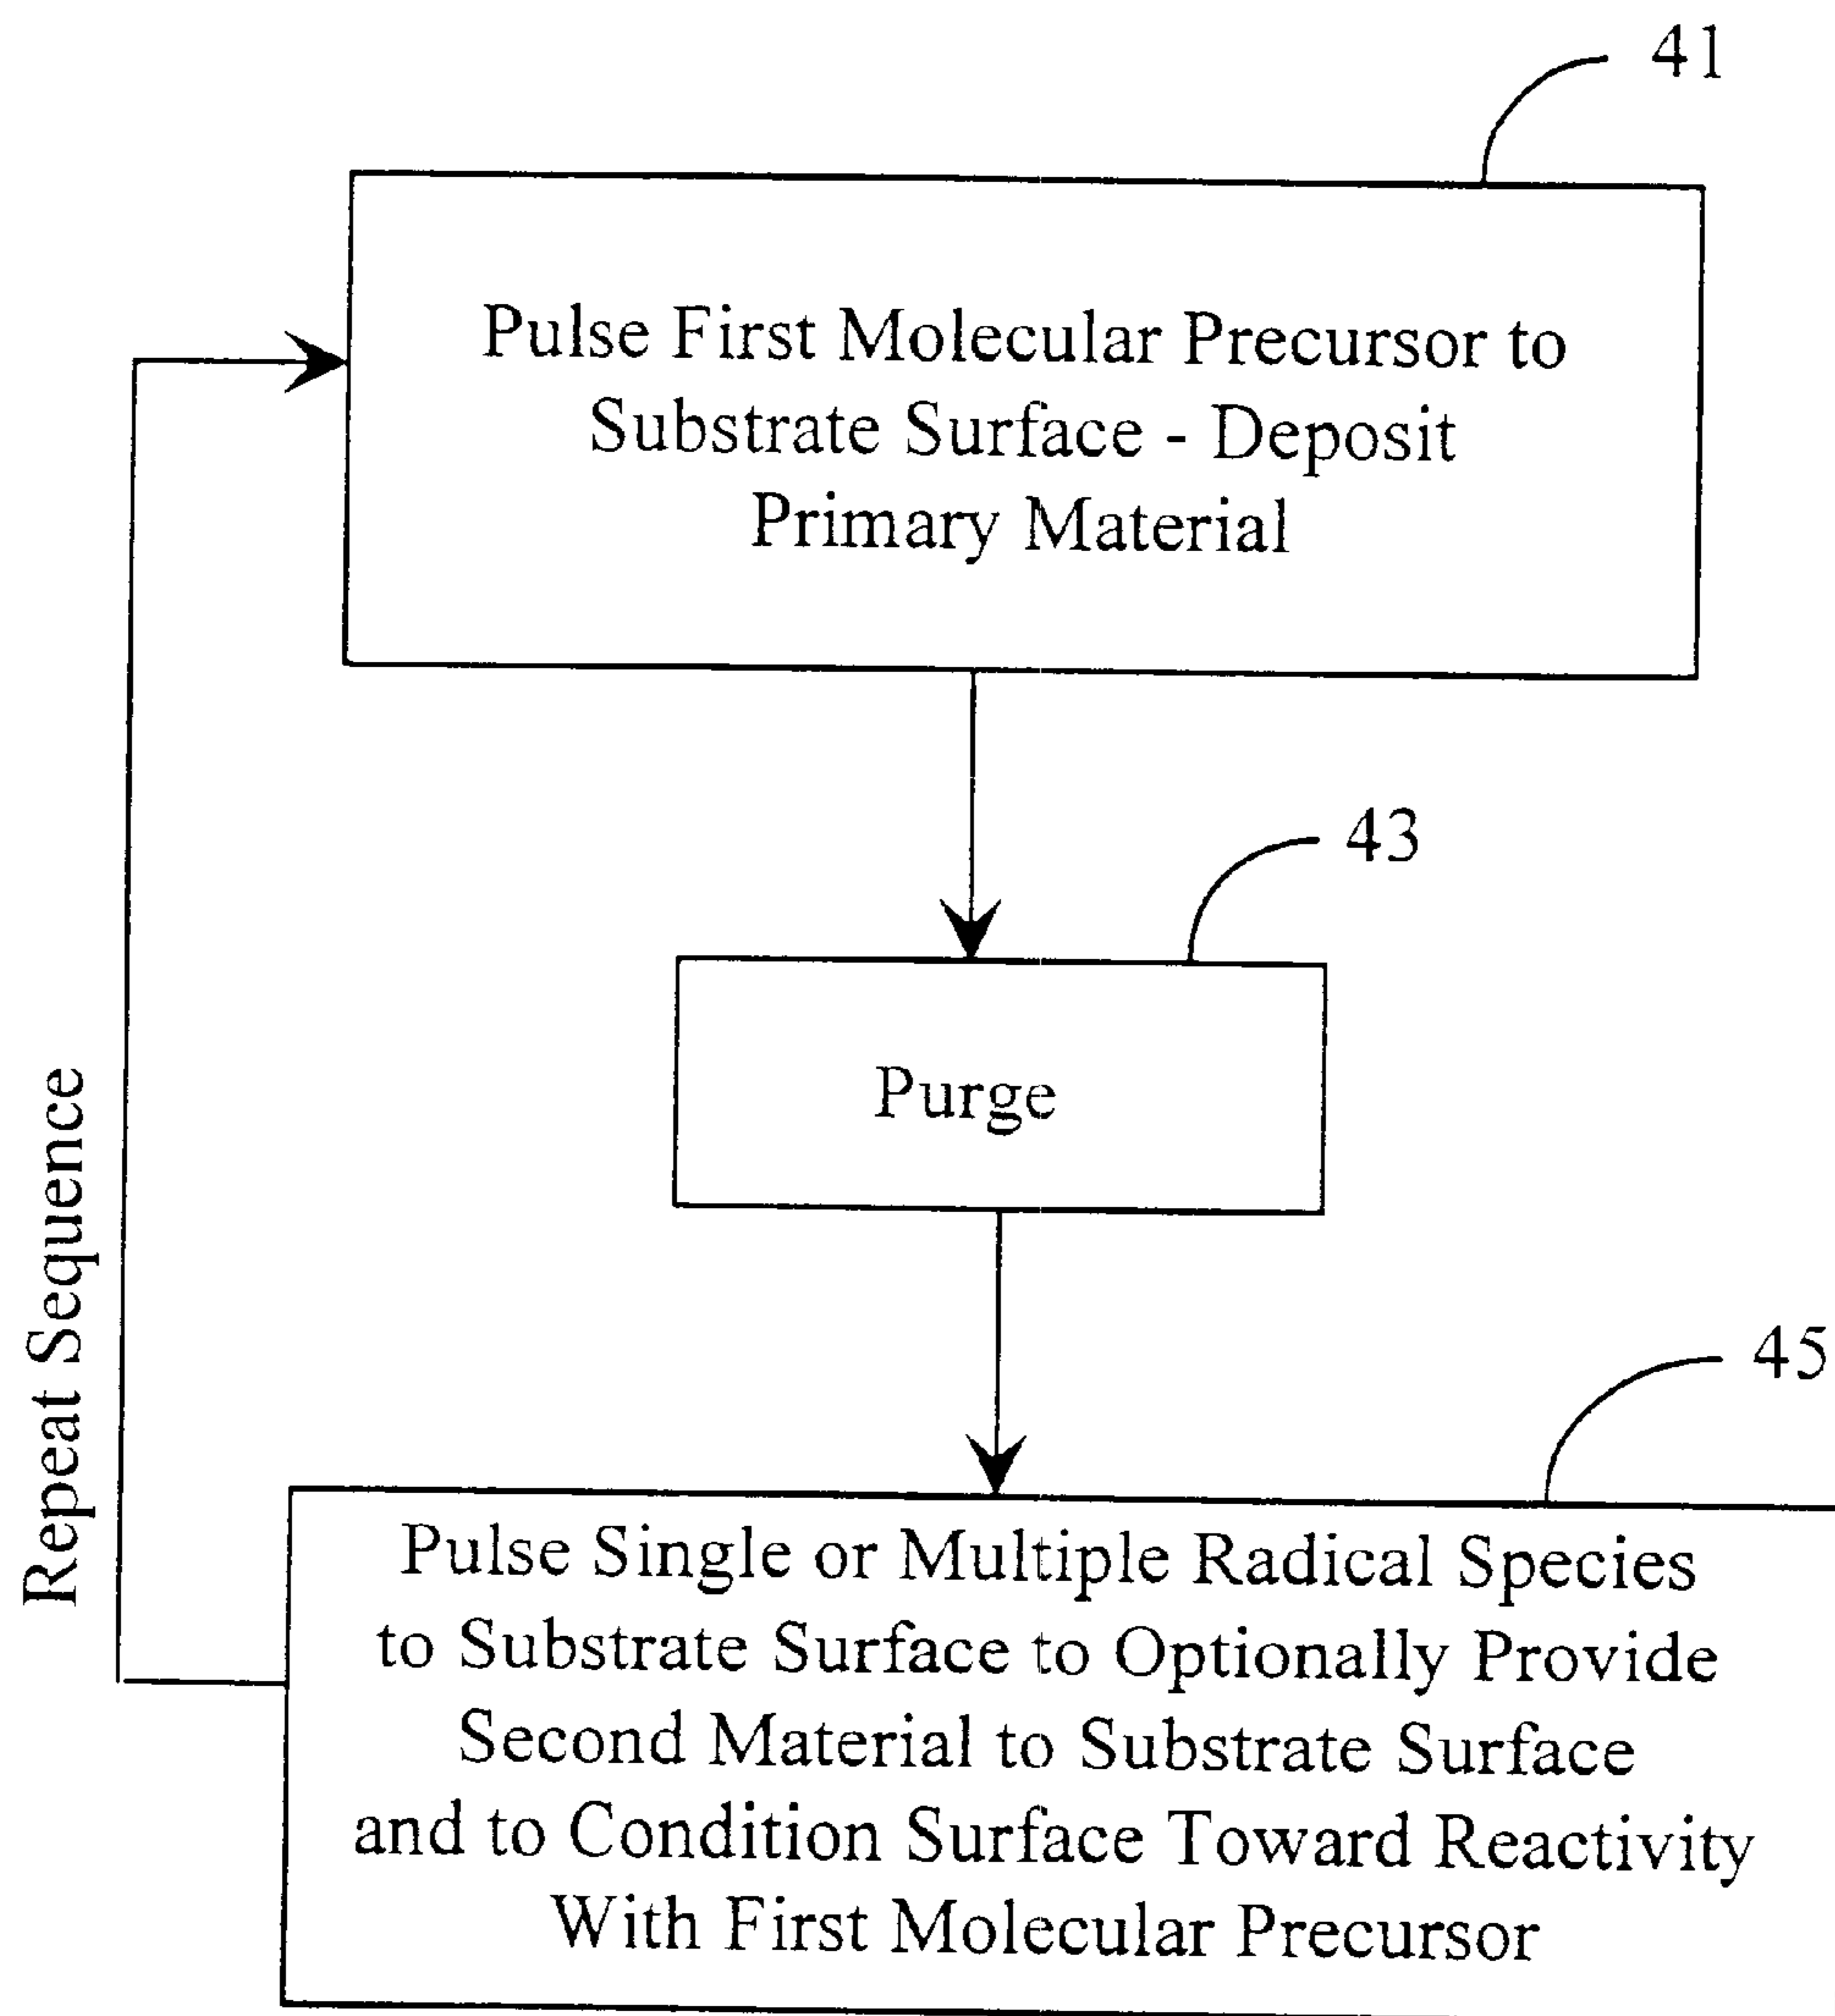 41
Pulse First Molecular Precursor to
Substrate Surface - Deposit
Primary Material
43
Purge
Repeat Sequence
45
Pulse Single or Multiple Radical Species
to Substrate Surface to Optionally Provide
Second Material to Substrate Surface
and to Condition Surface Toward Reactivity
With First Molecular Precursor